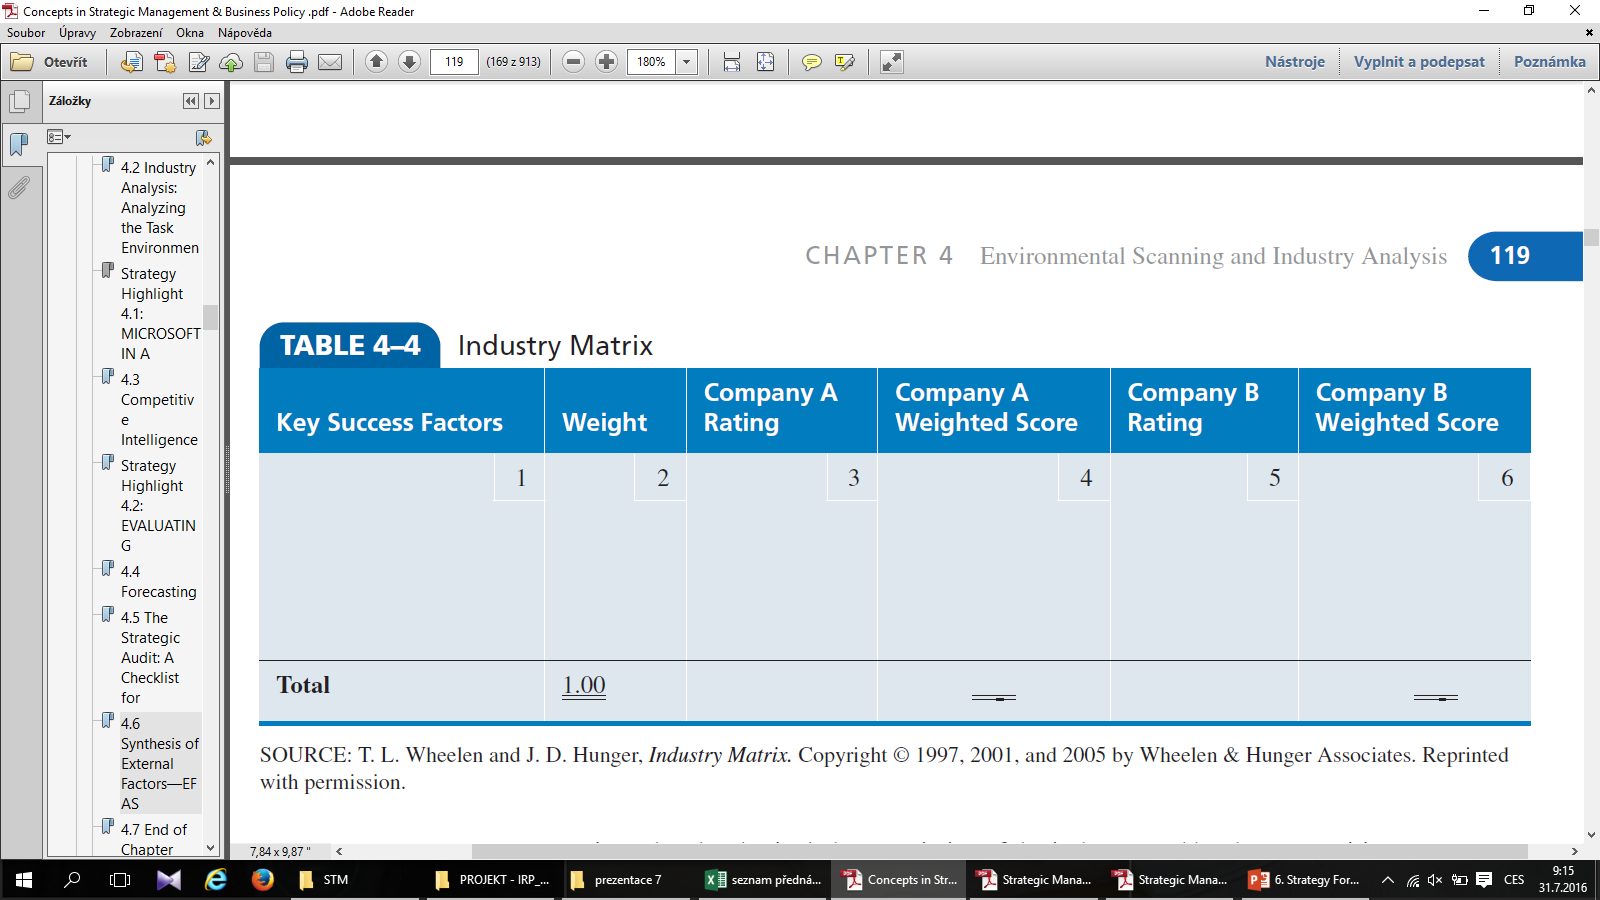 Concepts in Strategic Management & Business Policy .pdf - Adobe Reader
Soubor Úpravy Zobrazení Okna Nápověda
Otevřít 119 (169 z 913) 180% Nástroje Vyplnit a podepsat Poznámka
Záložky
4.2 Industry
Analysis:
Analyzing
the Task
Environmen
Strategy
Highlight
4.1:
MICROSOFT
IN A
4.3
Competitiv
e
Intelligence
Strategy
Highlight
4.2:
EVALUATIN
G
4.4
Forecasting
4.5 The
Strategic
Audit: A
Checklist
for
4.6
Synthesis of
External
Factors—EF
AS
4.7 End of
Chapter
CHAPTER 4 Environmental Scanning and Industry Analysis 119
TABLE 4–4 Industry Matrix
Key Success Factors Weight Company A Rating Company A Weighted Score Company B Rating Company B Weighted Score
1 2 3 4 5 6
Total 1.00
SOURCE: T. L. Wheelen and J. D. Hunger, Industry Matrix. Copyright © 1997, 2001, and 2005 by Wheelen & Hunger Associates. Reprinted
with permission.
7,84 x 9,87 "
STM PROJEKT - IRP_... prezentace 7 seznam předná... Concepts in Str... Strategic Mana... Strategic Mana... 6. Strategy For... CES 9:15
31.7.2016